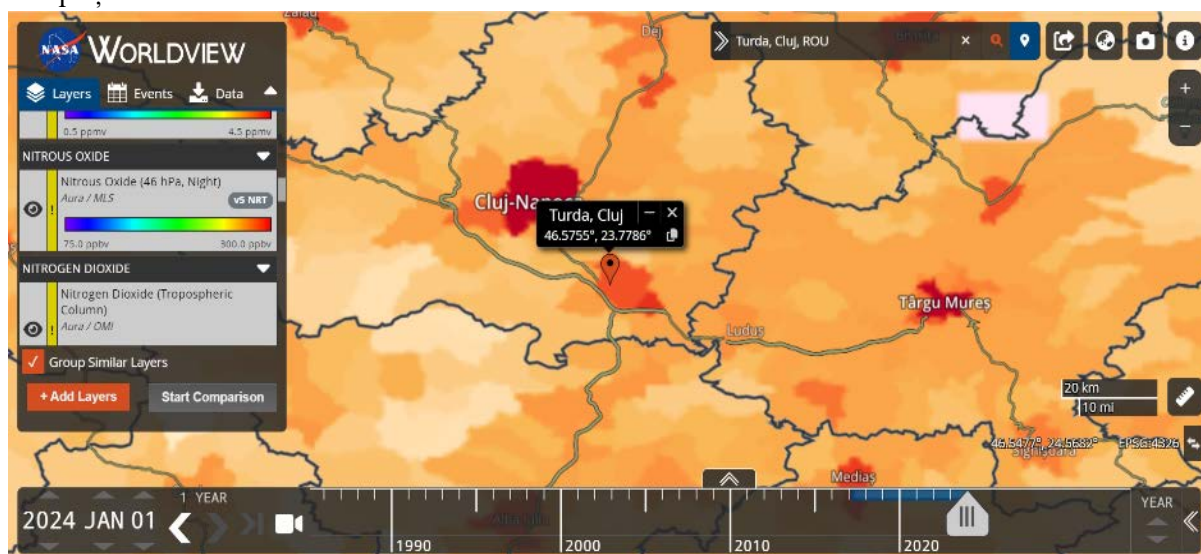 NASA WORLDVIEW
Layers Events Data
0.5 ppmv 4.5 ppmv
NITROUS OXIDE
Nitrous Oxide (46 hPa, Night)
Aura / MLS
v5 NRT
75.0 ppbv 300.0 ppbv
NITROGEN DIOXIDE
Nitrogen Dioxide (Tropospheric
Column)
Aura / OMI
Group Similar Layers
+ Add Layers Start Comparison
Turda, Cluj, ROU
Dej
Cluj-Napoca
Turda, Cluj
46.5755°, 23.7786°
Târgu Mureș
Luduș
20 km
10 mi
46.5477°, 24.5682° EPSG:4326
Sighișoara
Mediaș
1 YEAR
2024 JAN 01
1990 2000 2010 2020
YEAR